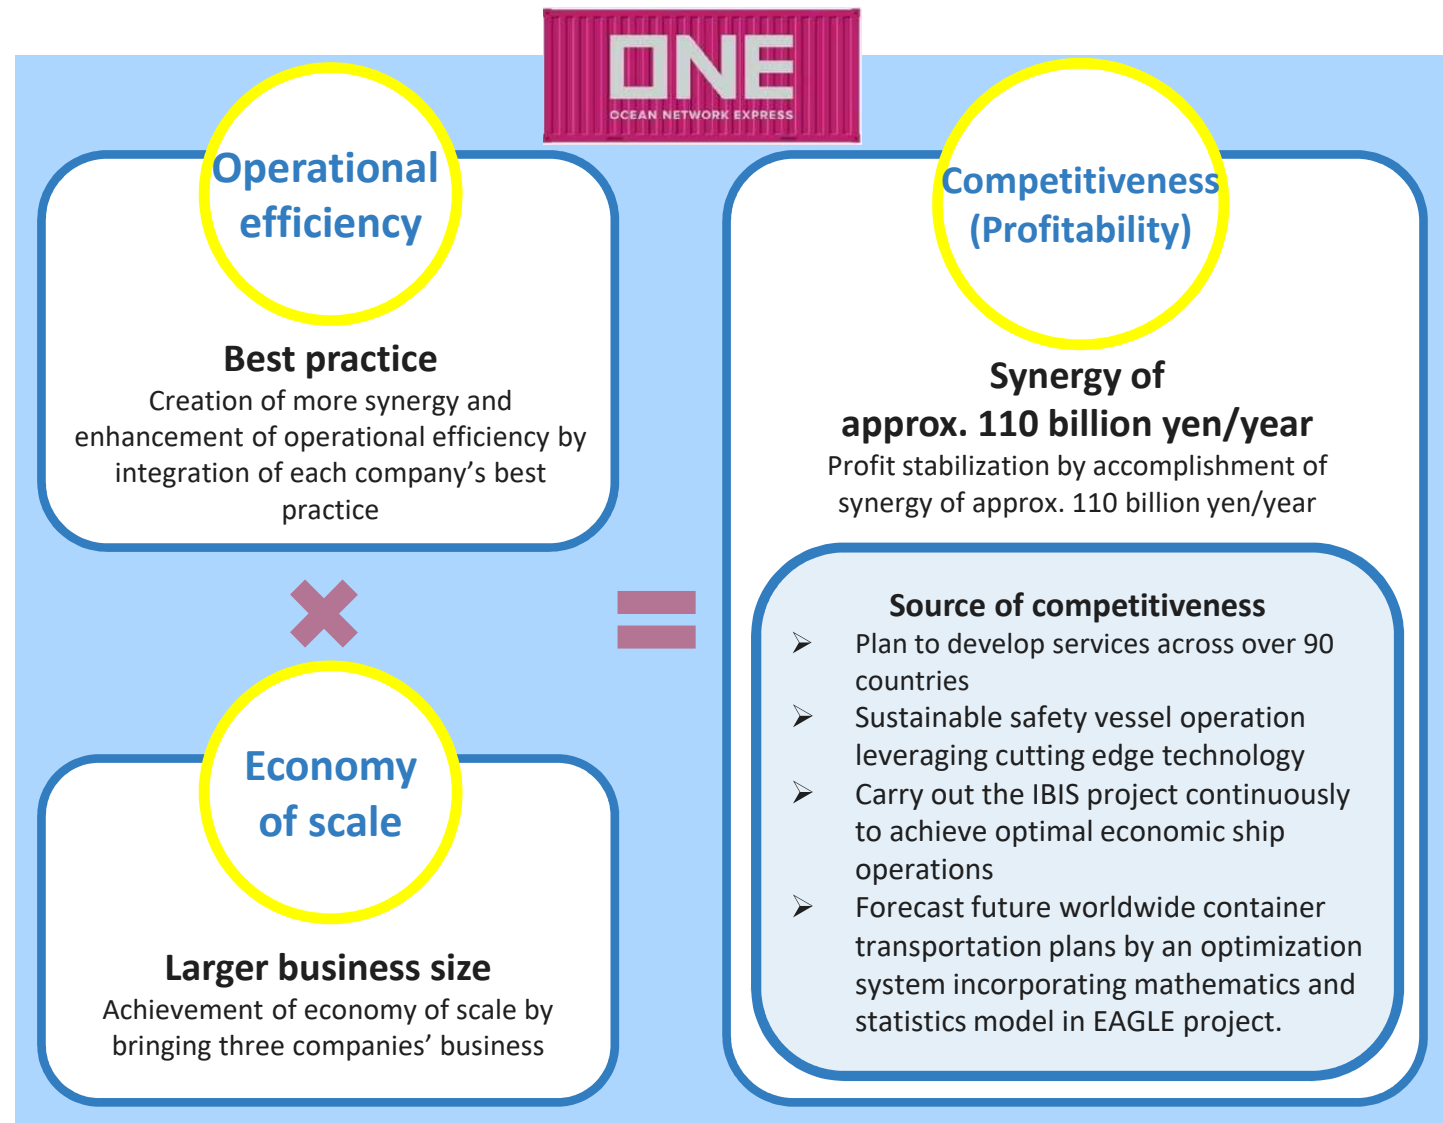 ONE
OCEAN NETWORK EXPRESS
Operational
efficiency
Best practice
Creation of more synergy and
enhancement of operational efficiency by
integration of each company’s best
practice
Economy
of scale
Larger business size
Achievement of economy of scale by
bringing three companies’ business
Competitiveness
(Profitability)
Synergy of
approx. 110 billion yen/year
Profit stabilization by accomplishment of
synergy of approx. 110 billion yen/year
Source of competitiveness
➢ Plan to develop services across over 90
countries
➢ Sustainable safety vessel operation
leveraging cutting edge technology
➢ Carry out the IBIS project continuously
to achieve optimal economic ship
operations
➢ Forecast future worldwide container
transportation plans by an optimization
system incorporating mathematics and
statistics model in EAGLE project.